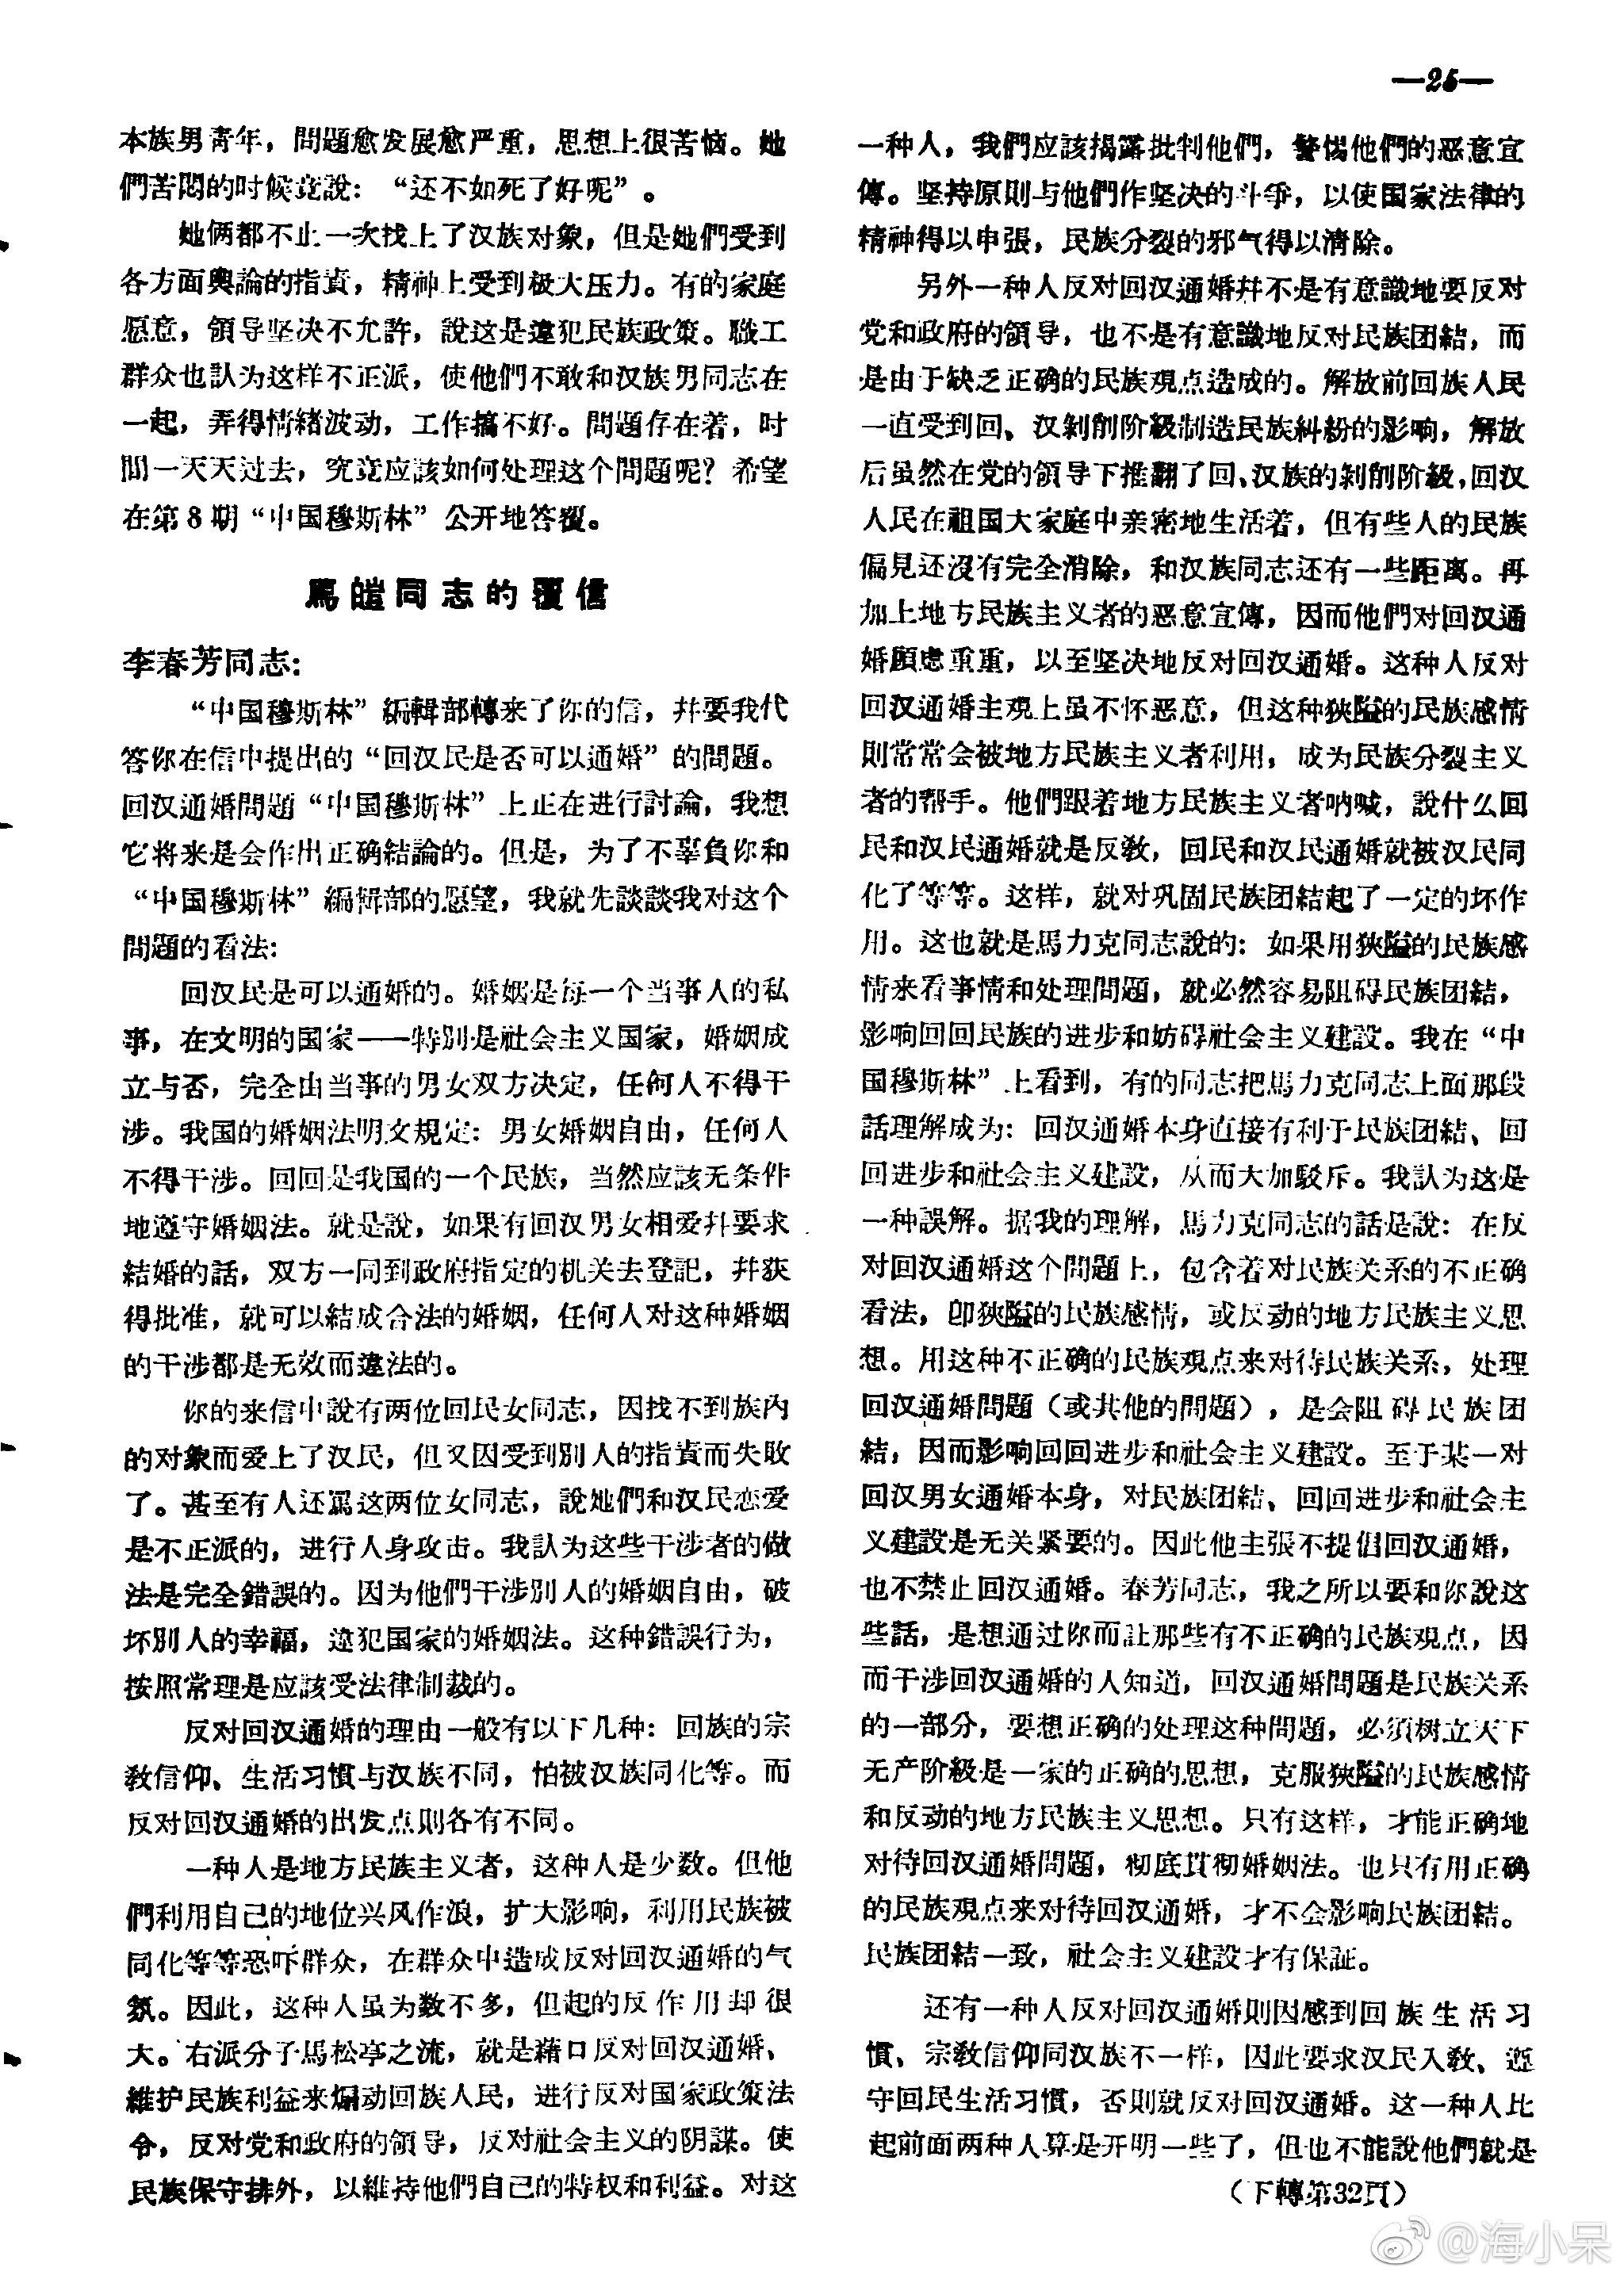 —25—
本族男青年，問題愈发展愈严重，思想上很苦恼。她
們苦悶的时候竟說：“还不如死了好呢”。
她俩都不止一次找上了汉族对象，但是她們受到
各方面輿論的指責，精神上受到极大压力。有的家庭
愿意，領导坚决不允許，說这是違犯民族政策。職工
群众也訊为这样不正派，使他們不敢和汉族男同志在
一起，弄得情緒波动，工作搞不好。問題存在着，时
間一天天过去，究竟应該如何处理这个問題呢？希望
在第8期“中国穆斯林”公开地答覆。
同志的覆信
李春芳同志：
“中国穆斯林”編輯部轉来了你的信，幷要我代
答你在信中提出的“回汉民是否可以通婚”的問題。
回汉通婚問題“中国穆斯林”上正在进行討論，我想
它将来是会作出正确結論的。但是，为了不辜負你和
“中国穆斯林”編輯部的愿望，我就先談談我对这个
問題的看法：
回汉民是可以通婚的。婚姻是每一个当事人的私
事，在文明的国家——特別是社会主义国家，婚姻成
立与否，完全由当事的男女双方决定，任何人不得干
涉。我国的婚姻法明文規定：男女婚姻自由，任何人
不得干涉。回回是我国的一个民族，当然应該无条件
地遵守婚姻法。就是說，如果有回汉男女相爱幷要求
結婚的話，双方一同到政府指定的机关去登記，幷获
得批准，就可以結成合法的婚姻，任何人对这种婚姻
的干涉都是无效而違法的。
你的来信中說有两位回民女同志，因找不到族内
的对象而爱上了汉民，但又因受到別人的指責而失敗
了。甚至有人还駡这两位女同志，說她們和汉民恋爱
是不正派的，进行人身攻击。我認为这些干涉者的做
法是完全錯誤的。因为他們干涉別人的婚姻自由，破
坏別人的幸福，違犯国家的婚姻法。这种錯誤行为，
按照常理是应該受法律制裁的。
反对回汉通婚的理由一般有以下几种：回族的宗
敎信仰、生活习慣与汉族不同，怕被汉族同化等。而
反对回汉通婚的出发点則各有不同。
一种人是地方民族主义者，这种人是少数。但他
們利用自己的地位兴风作浪，扩大影响，利用民族被
同化等等恐吓群众，在群众中造成反对回汉通婚的气
氛。因此，这种人虽为数不多，但起的反作用却很
大。右派分子馬松亭之流，就是藉口反对回汉通婚、
維护民族利益来煽动回族人民，进行反对国家政策法
令，反对党和政府的領导，反对社会主义的阴謀。使
民族保守排外，以維持他們自己的特权和利益。对这
一种人，我們应該揭露批判他們，警惕他們的恶意宣
傳。坚持原則与他們作坚决的斗争，以使国家法律的
精神得以申張，民族分裂的邪气得以清除。
另外一种人反对回汉通婚幷不是有意識地要反对
党和政府的領导，也不是有意識地反对民族团結，而
是由于缺乏正确的民族观点造成的。解放前回族人民
一直受到回、汉剝削阶級制造民族糾紛的影响，解放
后虽然在党的領导下推翻了回、汉族的剝削阶級，回汉
人民在祖国大家庭中亲密地生活着，但有些人的民族
偏見还沒有完全消除，和汉族同志还有一些距离。再
加上地方民族主义者的恶意宣傳，因而他們对回汉通
婚顧虑重重，以至坚决地反对回汉通婚。这种人反对
回汉通婚主观上虽不怀恶意，但这种狹隘的民族感情
則常常会被地方民族主义者利用，成为民族分裂主义
者的帮手。他們跟着地方民族主义者吶喊，說什么回
民和汉民通婚就是反敎，回民和汉民通婚就被汉民同
化了等等。这样，就对巩固民族团結起了一定的坏作
用。这也就是馬力克同志說的：如果用狹隘的民族感
情来看事情和处理問題，就必然容易阻碍民族团結，
影响回回民族的进步和妨碍社会主义建設。我在“中
国穆斯林”上看到，有的同志把馬力克同志上面那段
話理解成为：回汉通婚本身直接有利于民族团結、回
回进步和社会主义建設，从而大加駁斥。我認为这是
一种誤解。据我的理解，馬力克同志的話是說：在反
对回汉通婚这个問題上，包含着对民族关系的不正确
看法，即狹隘的民族感情，或反动的地方民族主义思
想。用这种不正确的民族观点来对待民族关系，处理
回汉通婚問題（或其他的問題），是会阻碍民族团
結，因而影响回回进步和社会主义建設。至于某一对
回汉男女通婚本身，对民族团結、回回进步和社会主
义建設是无关紧要的。因此他主張不提倡回汉通婚，
也不禁止回汉通婚。春芳同志，我之所以要和你說这
些話，是想通过你而让那些有不正确的民族观点，因
而干涉回汉通婚的人知道，回汉通婚問題是民族关系
的一部分，要想正确的处理这种問題，必須树立天下
无产阶級是一家的正确的思想，克服狹隘的民族感情
和反动的地方民族主义思想。只有这样，才能正确地
对待回汉通婚問題，彻底貫彻婚姻法。也只有用正确
的民族观点来对待回汉通婚，才不会影响民族团結。
民族团結一致，社会主义建設才有保証。
还有一种人反对回汉通婚則因感到回族生活习
慣、宗敎信仰同汉族不一样，因此要求汉民入敎、遵
守回民生活习慣，否則就反对回汉通婚。这一种人比
起前面两种人算是开明一些了，但也不能說他們就是
（下轉第32頁）
@海小呆